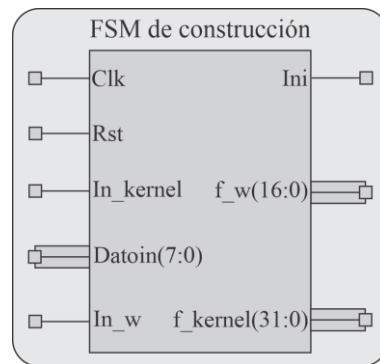 FSM de construcción
Clk Ini
Rst
In_kernel f_w(16:0)
Datoin(7:0)
In_w f_kernel(31:0)